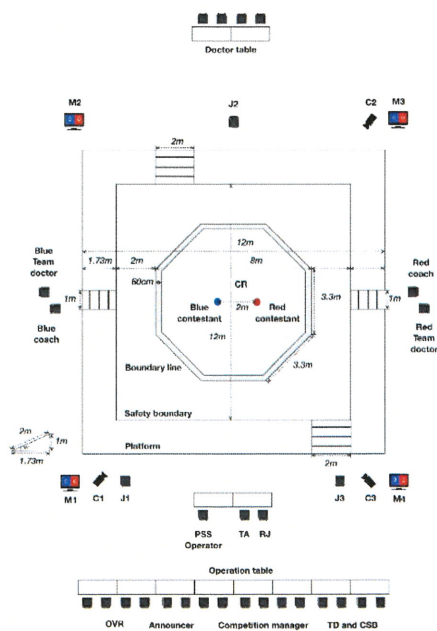 Doctor table
M2
J2
C2
M3
2m
12m
8m
1.73m
2m
60cm
CR
2m
3.3m
Blue
Team
doctor
1m
Blue
coach
Red
coach
1m
Red
Team
doctor
Blue
contestant
Red
contestant
12m
3.3m
Boundary line
Safety boundary
Platform
2m
1m
1.73m
2m
M1
C1
J1
J3
C3
M4
PSS
Operator
TA
RJ
Operation table
OVR
Announcer
Competition manager
TD and CSB